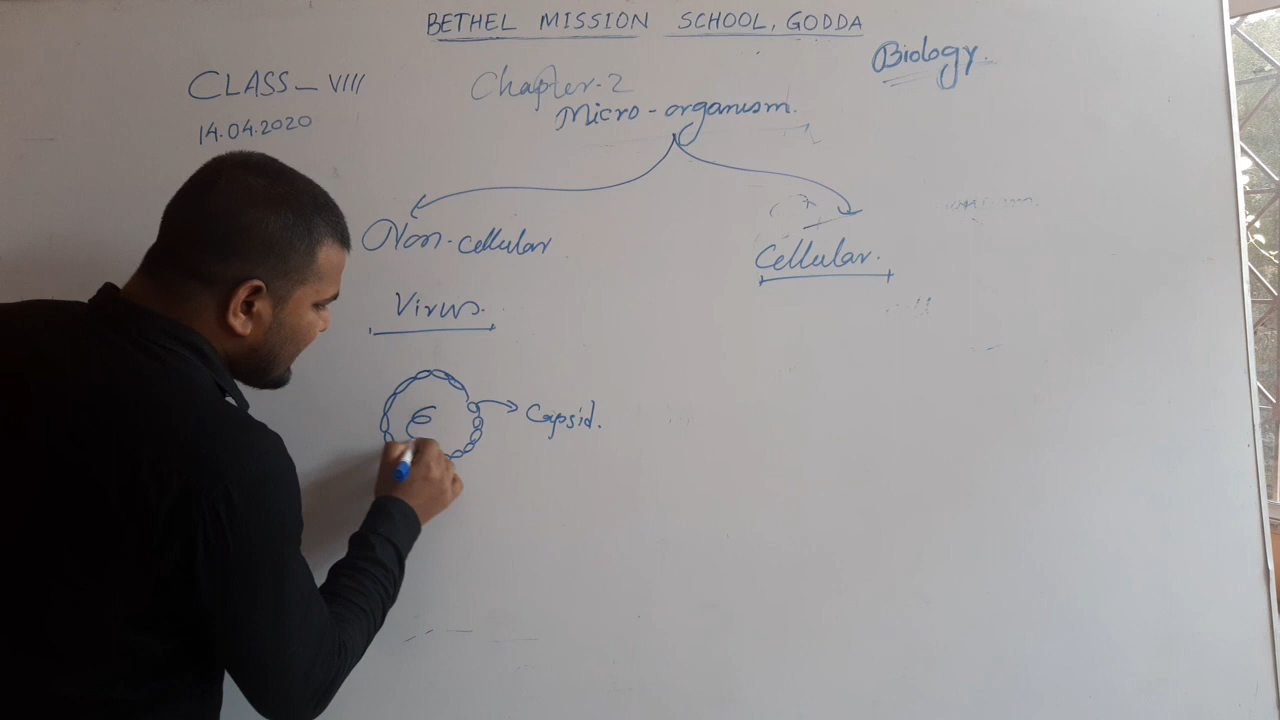 BETHEL MISSION SCHOOL, GODDA
Biology.
CLASS - VIII
Chapter-2
Micro-organism.
14.04.2020
Non-cellular
Cellular.
Virus.
Capsid.